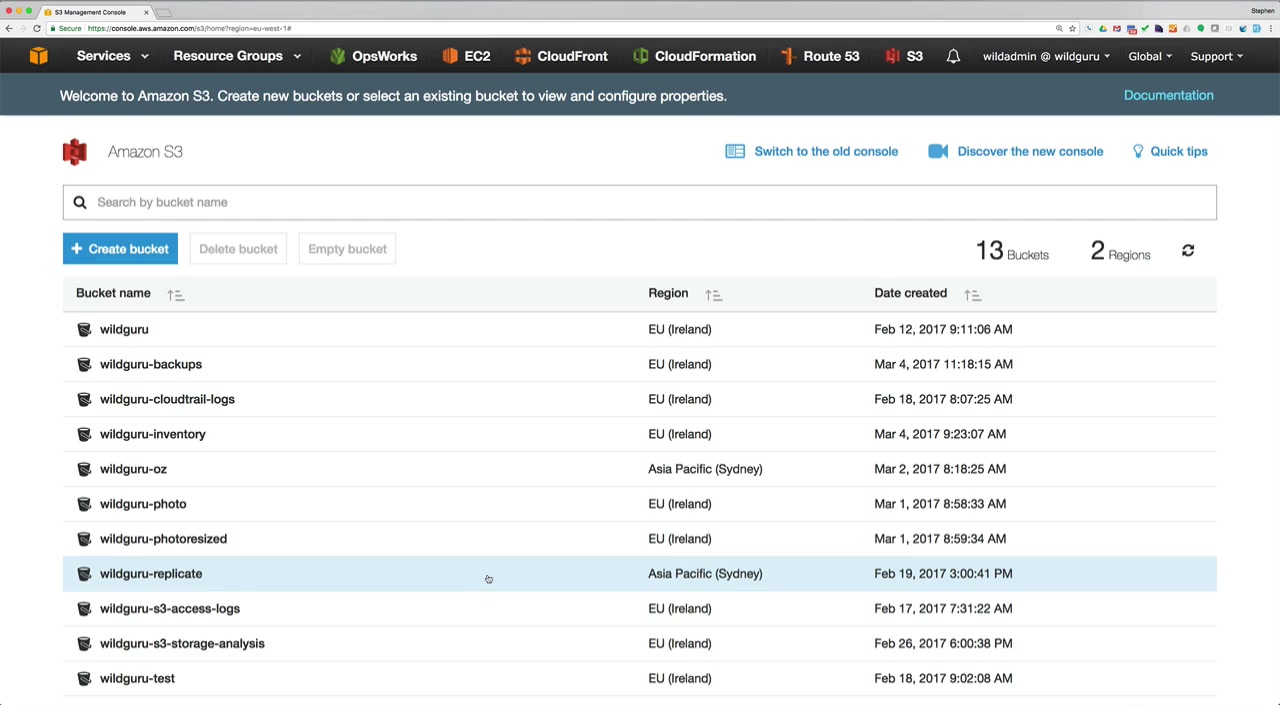 S3 Management Console
Stephen
Secure https://console.aws.amazon.com/s3/home?region=eu-west-1#
Services Resource Groups OpsWorks EC2 CloudFront CloudFormation Route 53 S3 wildadmin @ wildguru Global Support
Welcome to Amazon S3. Create new buckets or select an existing bucket to view and configure properties. Documentation
Amazon S3 Switch to the old console Discover the new console Quick tips
Search by bucket name
+ Create bucket Delete bucket Empty bucket 13 Buckets 2 Regions
Bucket name Region Date created
wildguru EU (Ireland) Feb 12, 2017 9:11:06 AM
wildguru-backups EU (Ireland) Mar 4, 2017 11:18:15 AM
wildguru-cloudtrail-logs EU (Ireland) Feb 18, 2017 8:07:25 AM
wildguru-inventory EU (Ireland) Mar 4, 2017 9:23:07 AM
wildguru-oz Asia Pacific (Sydney) Mar 2, 2017 8:18:25 AM
wildguru-photo EU (Ireland) Mar 1, 2017 8:58:33 AM
wildguru-photoresized EU (Ireland) Mar 1, 2017 8:59:34 AM
wildguru-replicate Asia Pacific (Sydney) Feb 19, 2017 3:00:41 PM
wildguru-s3-access-logs EU (Ireland) Feb 17, 2017 7:31:22 AM
wildguru-s3-storage-analysis EU (Ireland) Feb 26, 2017 6:00:38 PM
wildguru-test EU (Ireland) Feb 18, 2017 9:02:08 AM